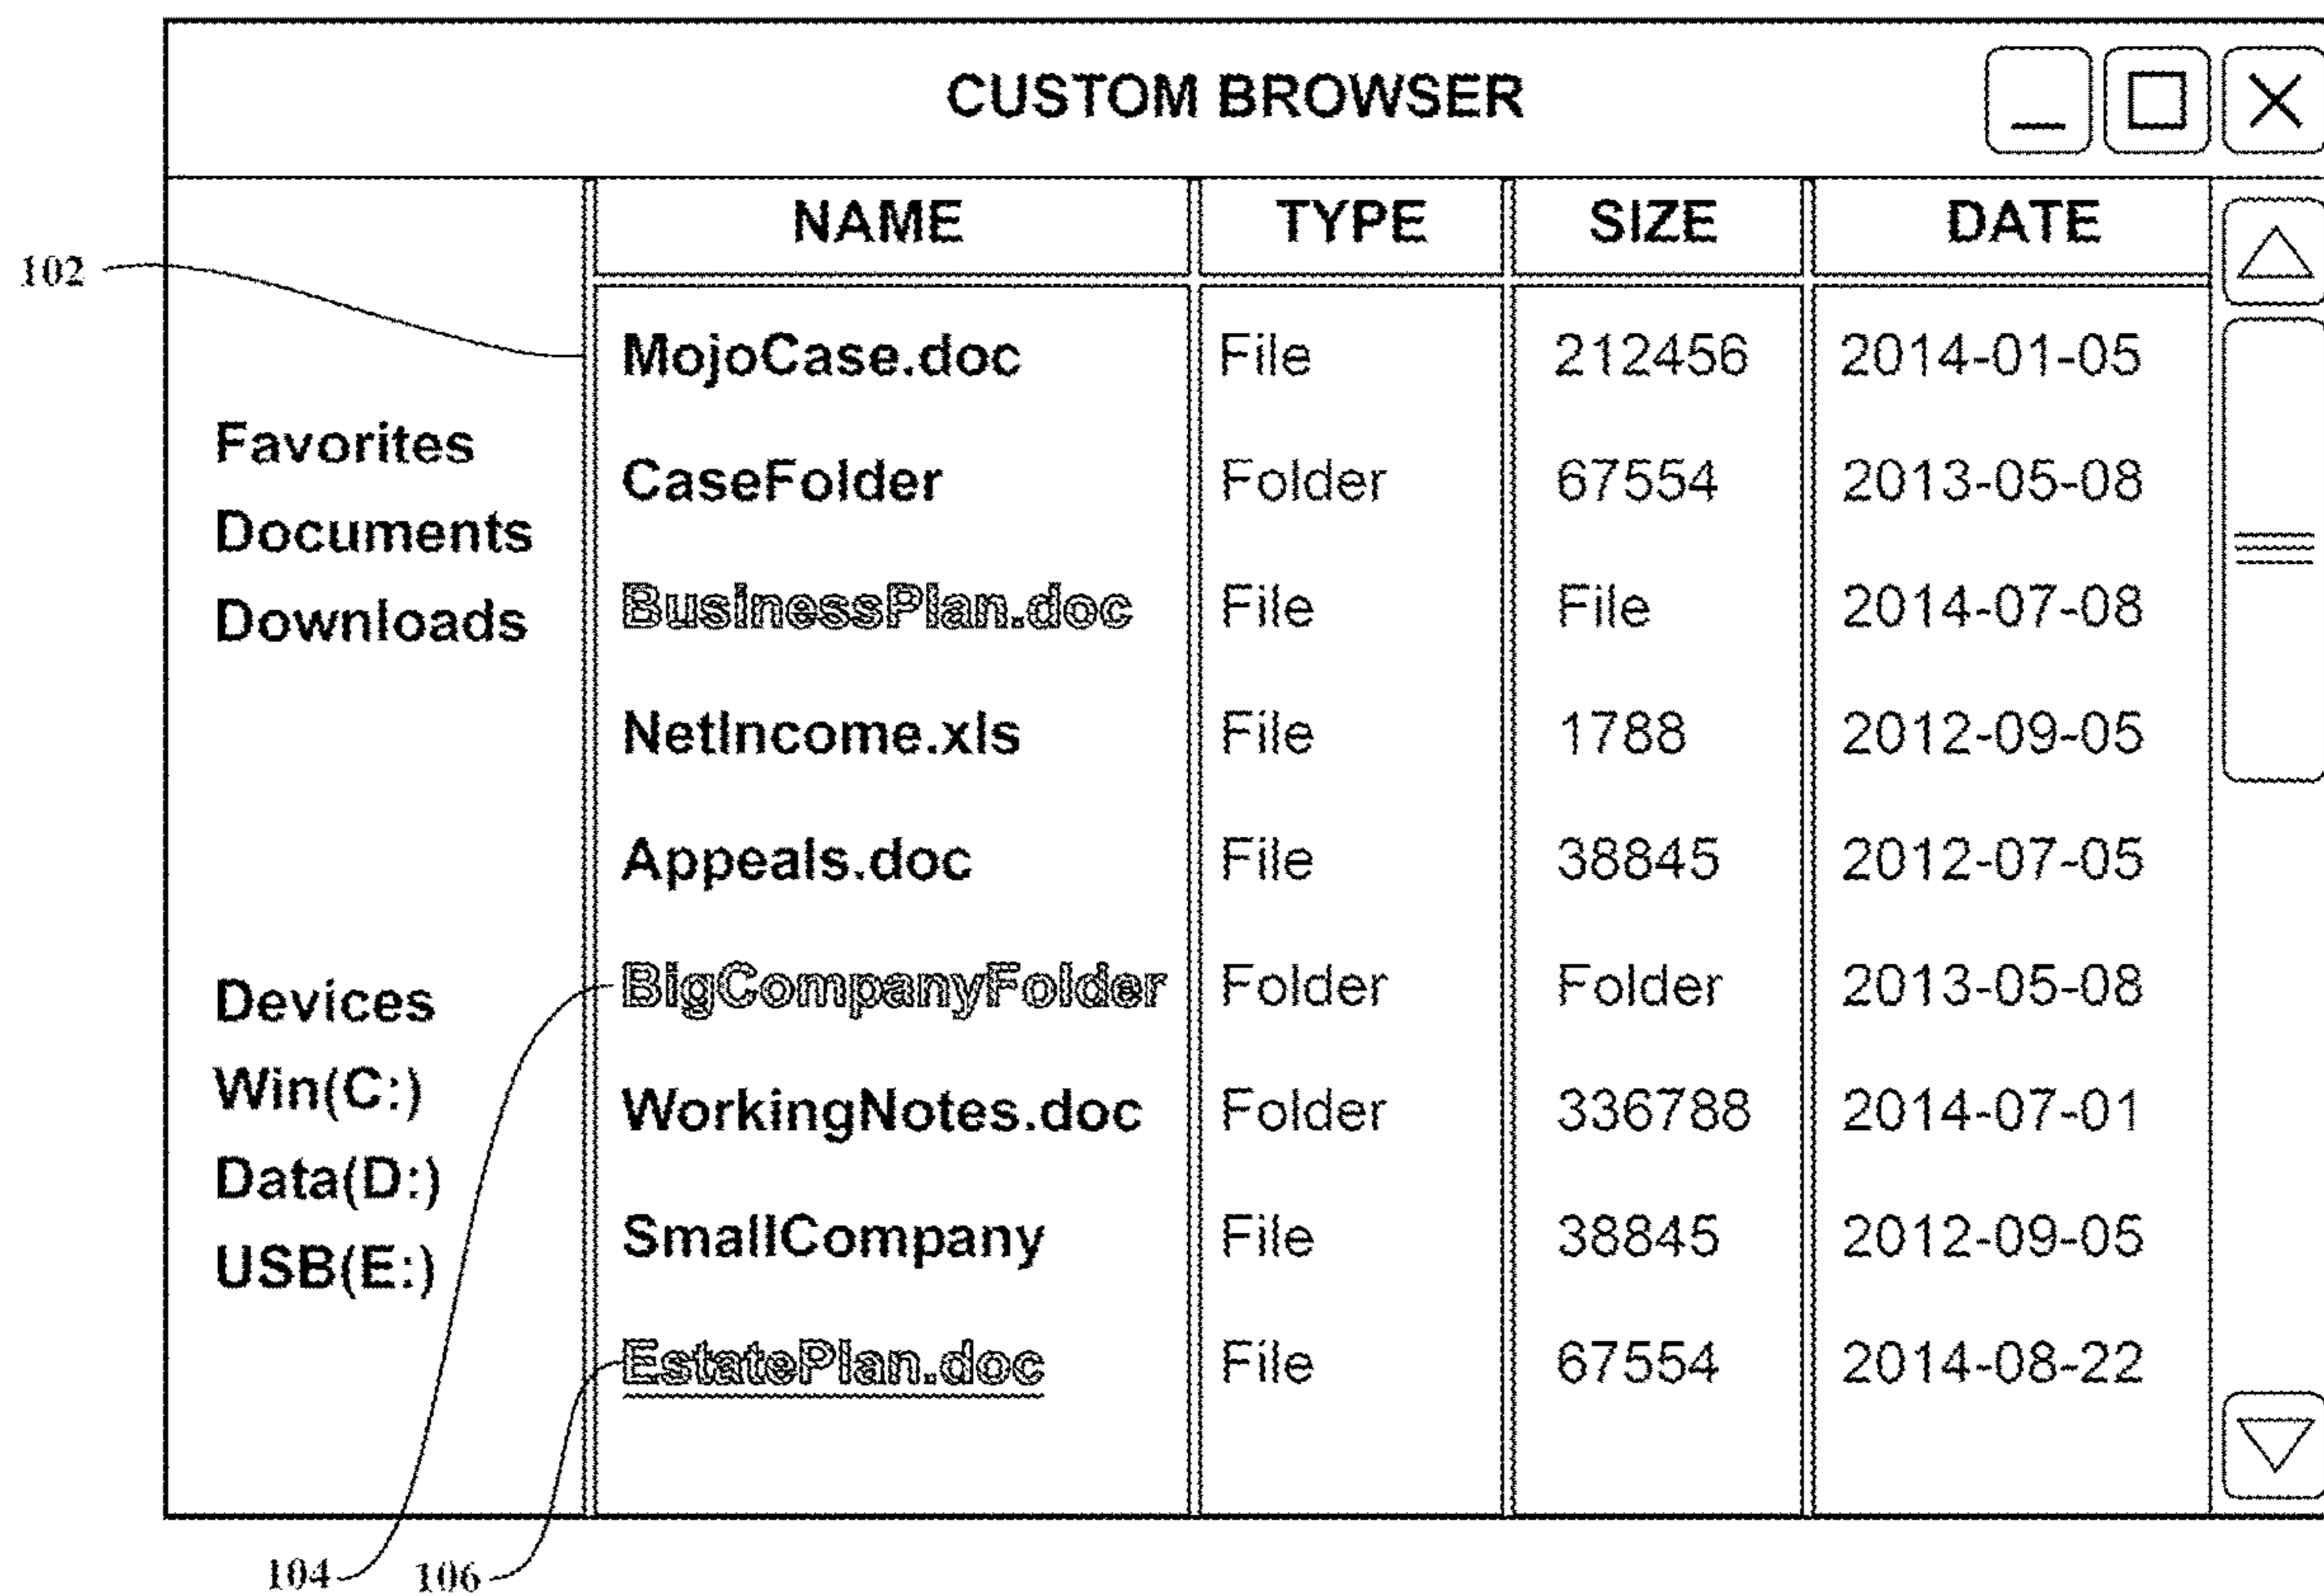 CUSTOM BROWSER
NAME TYPE SIZE DATE
102
MojoCase.doc File 212456 2014-01-05
Favorites
CaseFolder Folder 67554 2013-05-08
Documents
BusinessPlan.doc File File 2014-07-08
Downloads
NetIncome.xls File 1788 2012-09-05
Appeals.doc File 38845 2012-07-05
BigCompanyFolder Folder Folder 2013-05-08
Devices
Win(C:)
WorkingNotes.doc Folder 336788 2014-07-01
Data(D:)
SmallCompany File 38845 2012-09-05
USB(E:)
EstatePlan.doc File 67554 2014-08-22
104 106